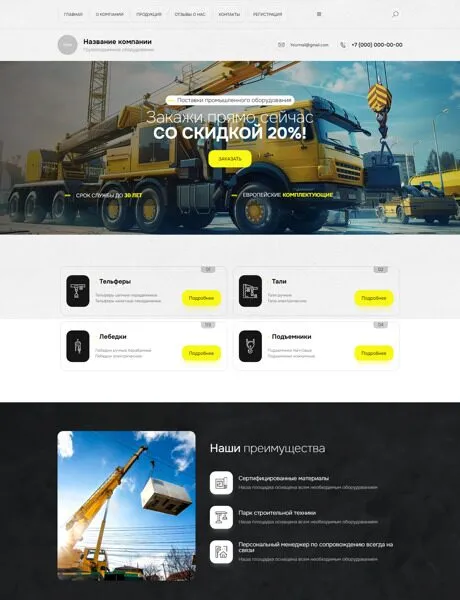 ГЛАВНАЯ
О КОМПАНИИ
ПРОДУКЦИЯ
ОТЗЫВЫ О НАС
КОНТАКТЫ
РЕГИСТРАЦИЯ
Название компании
Грузоподъемное оборудование
Yourmail@gmail.com
+7 (000) 000-00-00
Поставки промышленного оборудования
Закажи прямо сейчас
СО СКИДКОЙ 20%!
ЗАКАЗАТЬ
СРОК СЛУЖБЫ ДО 30 ЛЕТ
ЕВРОПЕЙСКИЕ КОМПЛЕКТУЮЩИЕ
01
Тельферы
Тельферы цепные передвижные
Тельферы канатные передвижные
Подробнее
02
Тали
Тали ручные
Тали электрические
Подробнее
03
Лебедки
Лебедки ручные барабанные
Лебедки электрические
Подробнее
04
Подъемники
Подъемники мачтовые
Подъемники ножничные
Подробнее
Наши преимущества
Сертифицированные материалы
Наша площадка оснащена всем необходимым оборудованием
Парк строительной техники
Наша площадка оснащена всем необходимым оборудованием
Персональный менеджер по сопровождению всегда на
связи
Наша площадка оснащена всем необходимым оборудованием